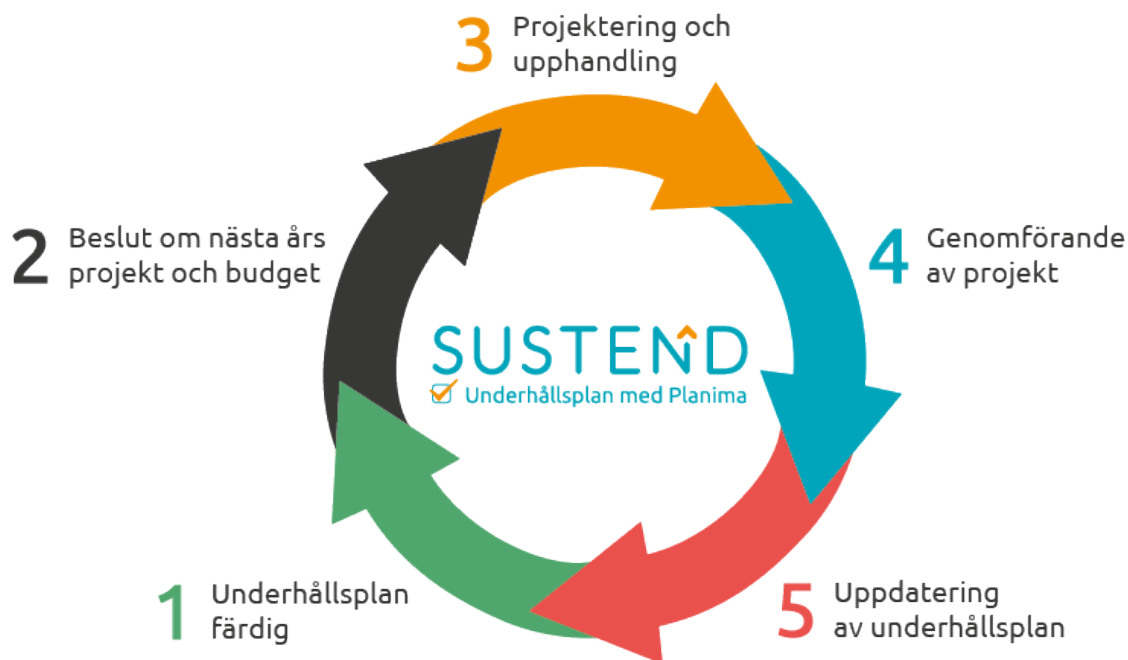 3 Projektering och
upphandling
2 Beslut om nästa års
projekt och budget
4 Genomförande
av projekt
SUSTEND
Underhållsplan med Planima
1 Underhållsplan
färdig
5 Uppdatering
av underhållsplan